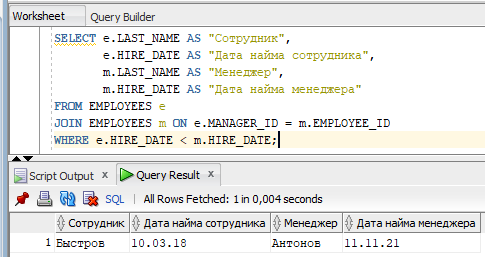 Worksheet Query Builder
SELECT e.LAST_NAME AS "Сотрудник",
e.HIRE_DATE AS "Дата найма сотрудника",
m.LAST_NAME AS "Менеджер",
m.HIRE_DATE AS "Дата найма менеджера"
FROM EMPLOYEES e
JOIN EMPLOYEES m ON e.MANAGER_ID = m.EMPLOYEE_ID
WHERE e.HIRE_DATE < m.HIRE_DATE;
Script Output Query Result
SQL All Rows Fetched: 1 in 0,004 seconds
Сотрудник Дата найма сотрудника Менеджер Дата найма менеджера
1 Быстров 10.03.18 Антонов 11.11.21